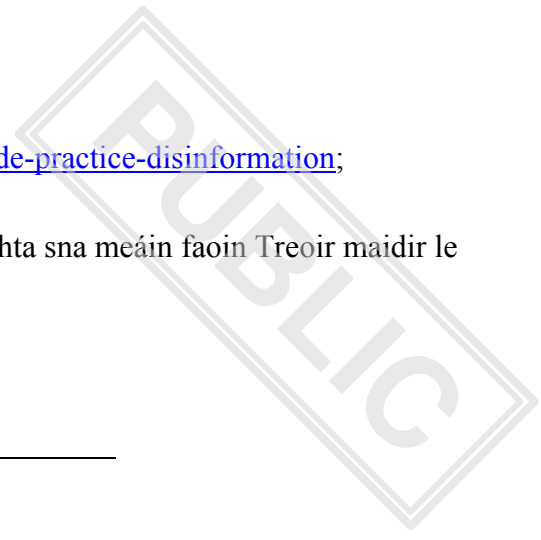 de-practice-disinformation;
hta sna meáin faoin Treoir maidir le
PUBLIC